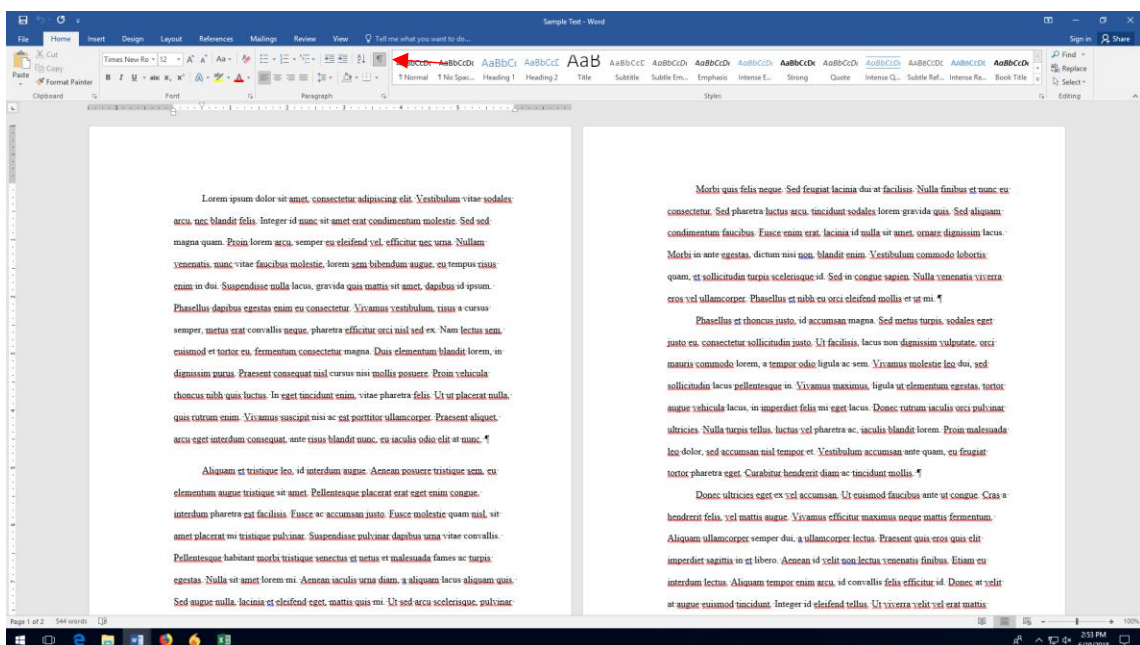 Sample Text - Word
File Home Insert Design Layout References Mailings Review View Tell me what you want to do... Sign in Share
Paste
Cut
Copy
Format Painter
Clipboard
Times New Ro 12
Font
Paragraph
¶ Normal ¶ No Spac... Heading 1 Heading 2 Title Subtitle Subtle Em... Emphasis Intense E... Strong Quote Intense Q... Subtle Ref... Intense Re... Book Title
Styles
Find
Replace
Select
Editing
Lorem ipsum dolor sit amet, consectetur adipiscing elit. Vestibulum vitae sodales
arcu, nec blandit felis. Integer id nunc sit amet erat condimentum molestie. Sed sed
magna quam. Proin lorem arcu, semper eu eleifend vel, efficitur nec urna. Nullam
venenatis, nunc vitae faucibus molestie, lorem sem bibendum augue, eu tempus risus
enim in dui. Suspendisse nulla lacus, gravida quis mattis sit amet, dapibus id ipsum.
Phasellus dapibus egestas enim eu consectetur. Vivamus vestibulum, risus a cursus
semper, metus erat convallis neque, pharetra efficitur orci nisl sed ex. Nam lectus sem,
euismod et tortor eu, fermentum consectetur magna. Duis elementum blandit lorem, in
dignissim purus. Praesent consequat nisl cursus nisi mollis posuere. Proin vehicula
rhoncus nibh quis luctus. In eget tincidunt enim, vitae pharetra felis. Ut ut placerat nulla,
quis rutrum enim. Vivamus suscipit nisi ac est porttitor ullamcorper. Praesent aliquet,
arcu eget interdum consequat, ante risus blandit nunc, eu iaculis odio elit at nunc. ¶
Aliquam et tristique leo, id interdum augue. Aenean posuere tristique sem, eu
elementum augue tristique sit amet. Pellentesque placerat erat eget enim congue,
interdum pharetra est facilisis. Fusce ac accumsan justo. Fusce molestie quam nisl, sit
amet placerat mi tristique pulvinar. Suspendisse pulvinar dapibus urna vitae convallis.
Pellentesque habitant morbi tristique senectus et netus et malesuada fames ac turpis
egestas. Nulla sit amet lorem mi. Aenean iaculis urna diam, a aliquam lacus aliquam quis.
Sed augue nulla, lacinia et eleifend eget, mattis quis mi. Ut sed arcu scelerisque, pulvinar
Morbi quis felis neque. Sed feugiat lacinia dui at facilisis. Nulla finibus et nunc eu
consectetur. Sed pharetra luctus arcu, tincidunt sodales lorem gravida quis. Sed aliquam
condimentum faucibus. Fusce enim erat, lacinia id nulla sit amet, ornare dignissim lacus.
Morbi in ante egestas, dictum nisi non, blandit enim. Vestibulum commodo lobortis
quam, et sollicitudin turpis scelerisque id. Sed in congue sapien. Nulla venenatis viverra
eros vel ullamcorper. Phasellus et nibh eu orci eleifend mollis et ut mi. ¶
Phasellus et rhoncus justo, id accumsan magna. Sed metus turpis, sodales eget
justo eu, consectetur sollicitudin justo. Ut facilisis, lacus non dignissim vulputate, orci
mauris commodo lorem, a tempor odio ligula ac sem. Vivamus molestie leo dui, sed
sollicitudin lacus pellentesque in. Vivamus maximus, ligula ut elementum egestas, tortor
augue vehicula lacus, in imperdiet felis mi eget lacus. Donec rutrum iaculis orci pulvinar
ultricies. Nulla turpis tellus, luctus vel pharetra ac, iaculis blandit lorem. Proin malesuada
leo dolor, sed accumsan nisl tempor et. Vestibulum accumsan ante quam, eu feugiat
tortor pharetra eget. Curabitur hendrerit diam ac tincidunt mollis. ¶
Donec ultricies eget ex vel accumsan. Ut euismod faucibus ante ut congue. Cras a
hendrerit felis, vel mattis augue. Vivamus efficitur maximus neque mattis fermentum.
Aliquam ullamcorper semper dui, a ullamcorper lectus. Praesent quis eros quis elit
imperdiet sagittis in et libero. Aenean id velit non lectus venenatis finibus. Etiam eu
interdum lectus. Aliquam tempor enim arcu, id convallis felis efficitur id. Donec at velit
at augue euismod tincidunt. Integer id eleifend tellus. Ut viverra velit vel erat mattis
Page 1 of 2 544 words 100%
2:53 PM